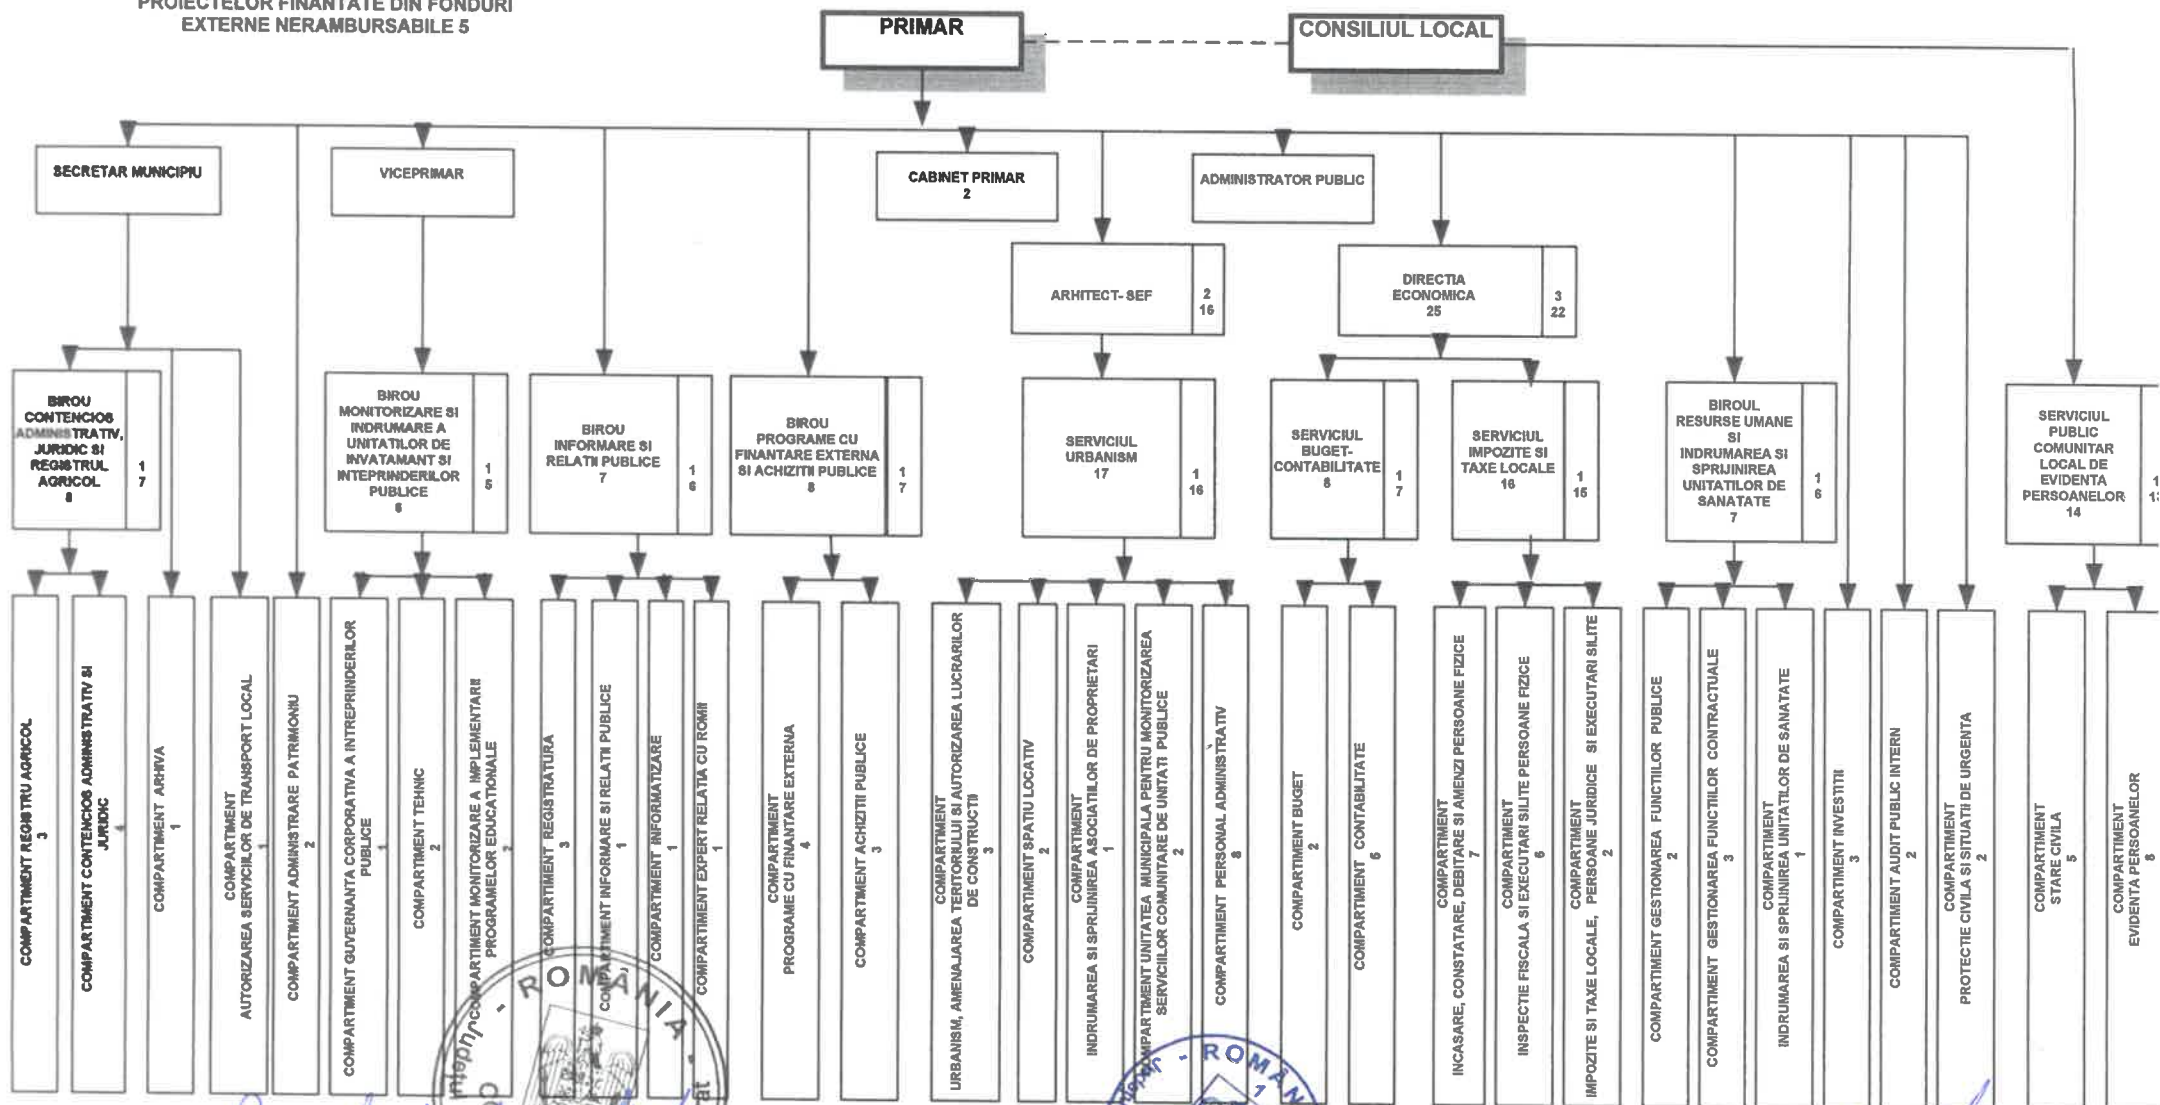 PROIECTELOR FINANTATE DIN FONDURI
EXTERNE NERAMBURSABILE 5
PRIMAR
CONSILIUL LOCAL
SECRETAR MUNICIPIU
VICEPRIMAR
CABINET PRIMAR
2
ADMINISTRATOR PUBLIC
ARHITECT- SEF
2
16
DIRECTIA
ECONOMICA
25
3
22
BIROU
CONTENCIOS
ADMINISTRATIV,
JURIDIC SI
REGISTRUL
AGRICOL
8
1
7
BIROU
MONITORIZARE SI
INDRUMARE A
UNITATILOR DE
INVATAMANT SI
INTEPRINDERILOR
PUBLICE
6
1
5
BIROU
INFORMARE SI
RELATII PUBLICE
7
1
6
BIROU
PROGRAME CU
FINANTARE EXTERNA
SI ACHIZITII PUBLICE
8
1
7
SERVICIUL
URBANISM
17
1
16
SERVICIUL
BUGET-
CONTABILITATE
8
1
7
SERVICIUL
IMPOZITE SI
TAXE LOCALE
16
1
15
BIROUL
RESURSE UMANE
SI
INDRUMAREA SI
SPRIJINIREA
UNITATILOR DE
SANATATE
7
1
6
SERVICIUL
PUBLIC
COMUNITAR
LOCAL DE
EVIDENTA
PERSOANELOR
14
1
13
COMPARTIMENT REGISTRU AGRICOL
3
COMPARTIMENT CONTENCIOS ADMINISTRATIV SI
JURIDIC
4
COMPARTIMENT ARHIVA
1
COMPARTIMENT
AUTORIZAREA SERVICIILOR DE TRANSPORT LOCAL
1
COMPARTIMENT ADMINISTRARE PATRIMONIU
2
COMPARTIMENT GUVERNANTA CORPORATIVA A INTREPRINDERILOR
PUBLICE
1
COMPARTIMENT TEHNIC
2
COMPARTIMENT MONITORIZARE A IMPLEMENTARII
PROGRAMELOR EDUCATIONALE
2
COMPARTIMENT REGISTRATURA
3
COMPARTIMENT INFORMARE SI RELATII PUBLICE
1
COMPARTIMENT INFORMATIZARE
1
COMPARTIMENT EXPERT RELATIA CU ROMII
1
COMPARTIMENT
PROGRAME CU FINANTARE EXTERNA
4
COMPARTIMENT ACHIZITII PUBLICE
3
COMPARTIMENT
URBANISM, AMENAJAREA TERITORIULUI SI AUTORIZAREA LUCRARILOR
DE CONSTRUCTII
3
COMPARTIMENT SPATIU LOCATIV
2
COMPARTIMENT
INDRUMAREA SI SPRIJINIREA ASOCIATIILOR DE PROPRIETARI
1
COMPARTIMENT UNITATEA MUNICIPALA PENTRU MONITORIZAREA
SERVICIILOR COMUNITARE DE UNITATI PUBLICE
2
COMPARTIMENT PERSONAL ADMINISTRATIV
8
COMPARTIMENT BUGET
2
COMPARTIMENT CONTABILITATE
5
COMPARTIMENT
INCASARE, CONSTATARE, DEBITARE SI AMENZI PERSOANE FIZICE
7
COMPARTIMENT
INSPECTIE FISCALA SI EXECUTARI SILITE PERSOANE FIZICE
6
COMPARTIMENT
IMPOZITE SI TAXE LOCALE, PERSOANE JURIDICE SI EXECUTARI SILITE
2
COMPARTIMENT GESTIONAREA FUNCTIILOR PUBLICE
2
COMPARTIMENT GESTIONAREA FUNCTIILOR CONTRACTUALE
3
COMPARTIMENT
INDRUMAREA SI SPRIJINIREA UNITATILOR DE SANATATE
1
COMPARTIMENT INVESTITII
3
COMPARTIMENT AUDIT PUBLIC INTERN
2
COMPARTIMENT
PROTECTIE CIVILA SI SITUATII DE URGENTA
2
COMPARTIMENT
STARE CIVILA
5
COMPARTIMENT
EVIDENTA PERSOANELOR
8
- ROMÂNIA -
Județu
- ROMÂN
Județu
1